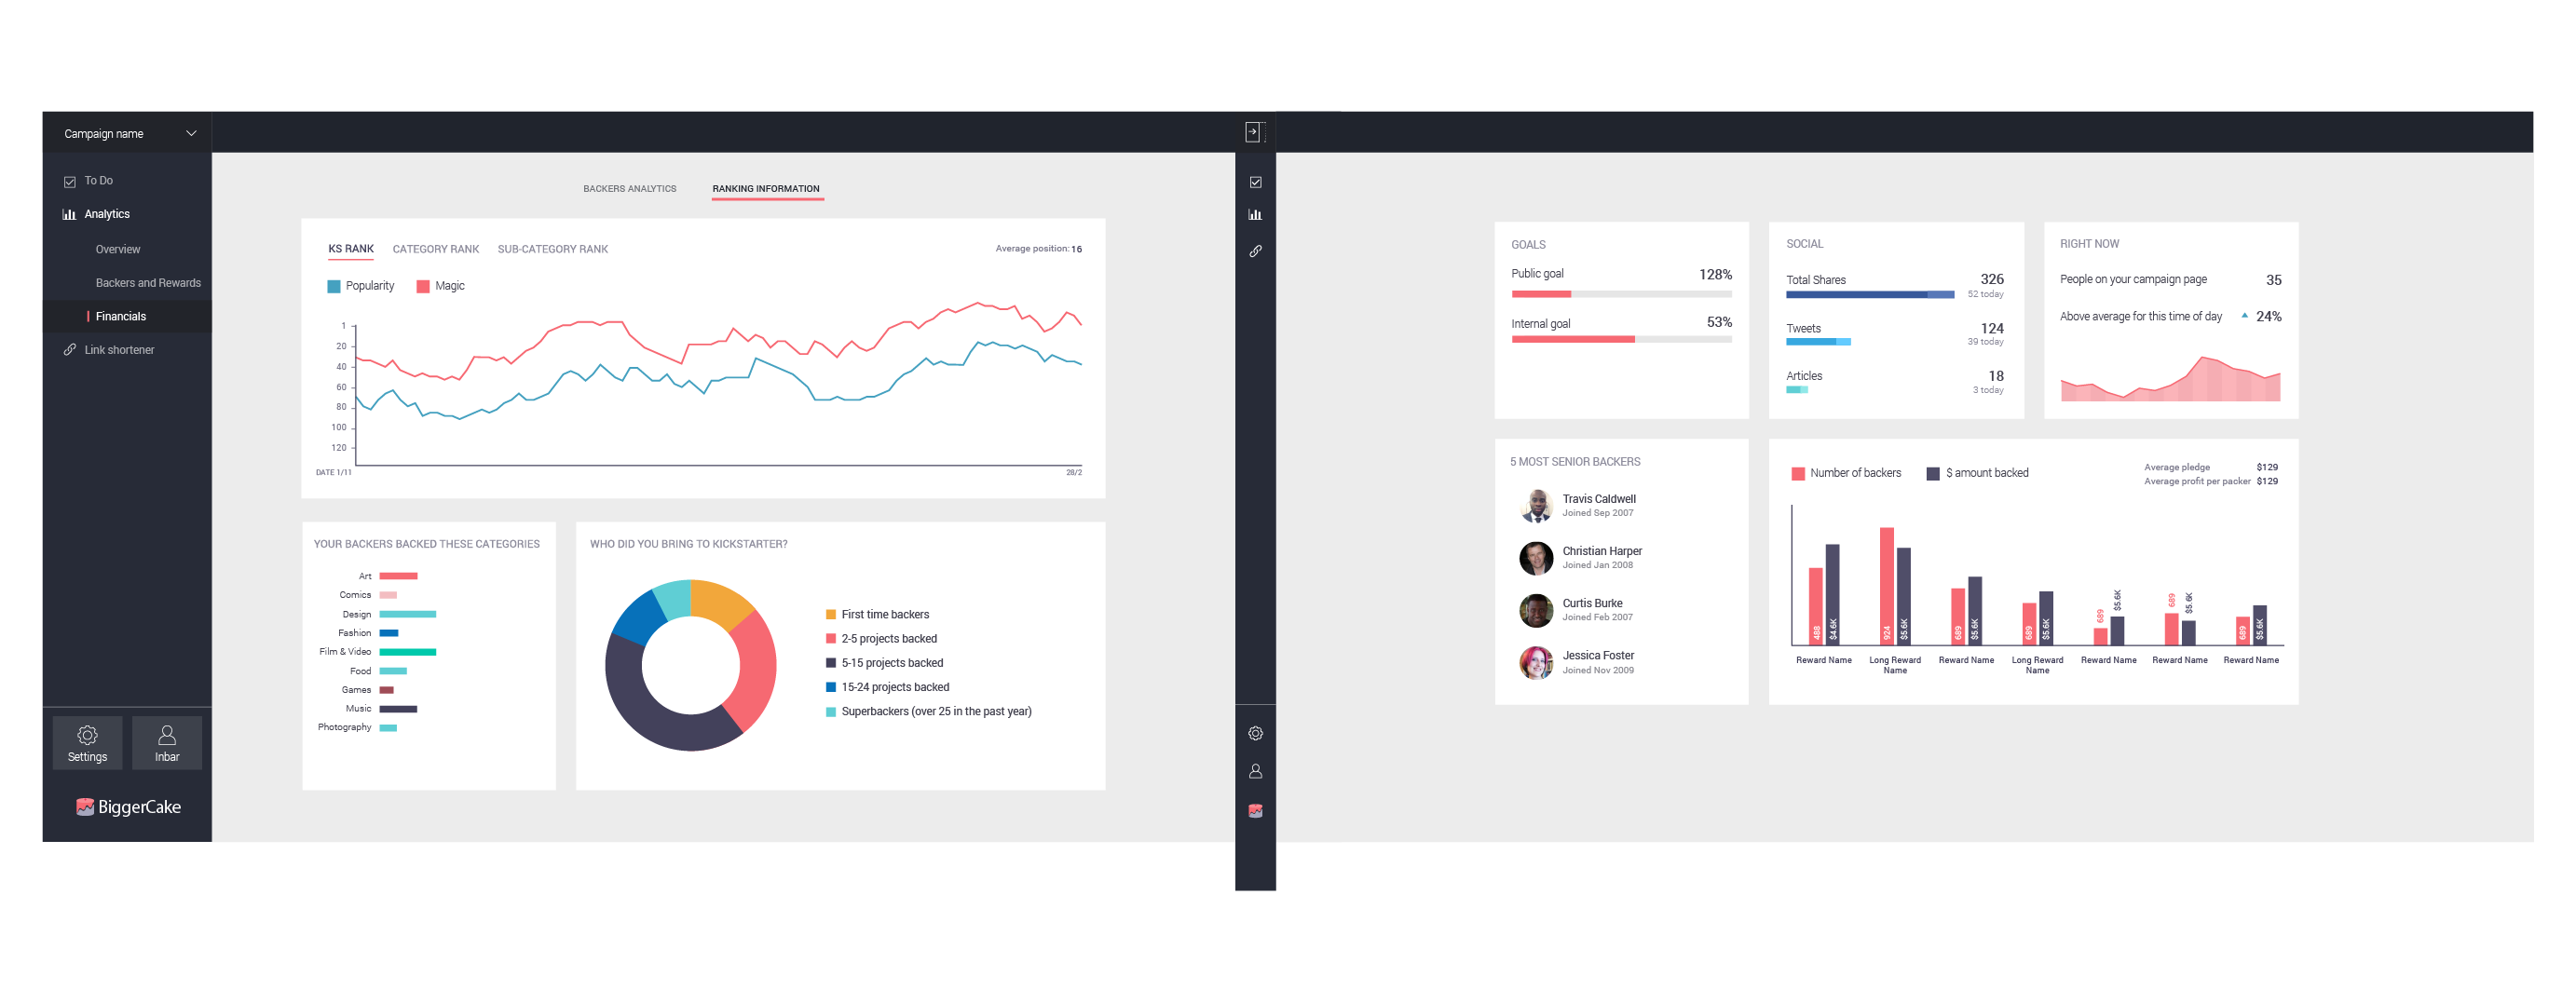 Campaign name
To Do
Analytics
Overview
Backers and Rewards
Financials
Link shortener
Settings
Inbar
BiggerCake
BACKERS ANALYTICS
RANKING INFORMATION
KS RANK
CATEGORY RANK
SUB-CATEGORY RANK
Average position: 16
Popularity
Magic
1
20
40
60
80
100
120
DATE 1/11
28/2
YOUR BACKERS BACKED THESE CATEGORIES
Art
Comics
Design
Fashion
Film & Video
Food
Games
Music
Photography
WHO DID YOU BRING TO KICKSTARTER?
First time backers
2-5 projects backed
5-15 projects backed
15-24 projects backed
Superbackers (over 25 in the past year)
GOALS
Public goal 128%
Internal goal 53%
SOCIAL
Total Shares 326
52 today
Tweets 124
39 today
Articles 18
3 today
RIGHT NOW
People on your campaign page 35
Above average for this time of day 24%
5 MOST SENIOR BACKERS
Travis Caldwell
Joined Sep 2007
Christian Harper
Joined Jan 2008
Curtis Burke
Joined Feb 2007
Jessica Foster
Joined Nov 2009
Number of backers
$ amount backed
Average pledge $129
Average profit per packer $129
488 $4.6K
924 $5.6K
689 $5.6K
689 $5.6K
689 $5.6K
689 $5.6K
689 $5.6K
Reward Name
Long Reward
Name
Reward Name
Long Reward
Name
Reward Name
Reward Name
Reward Name